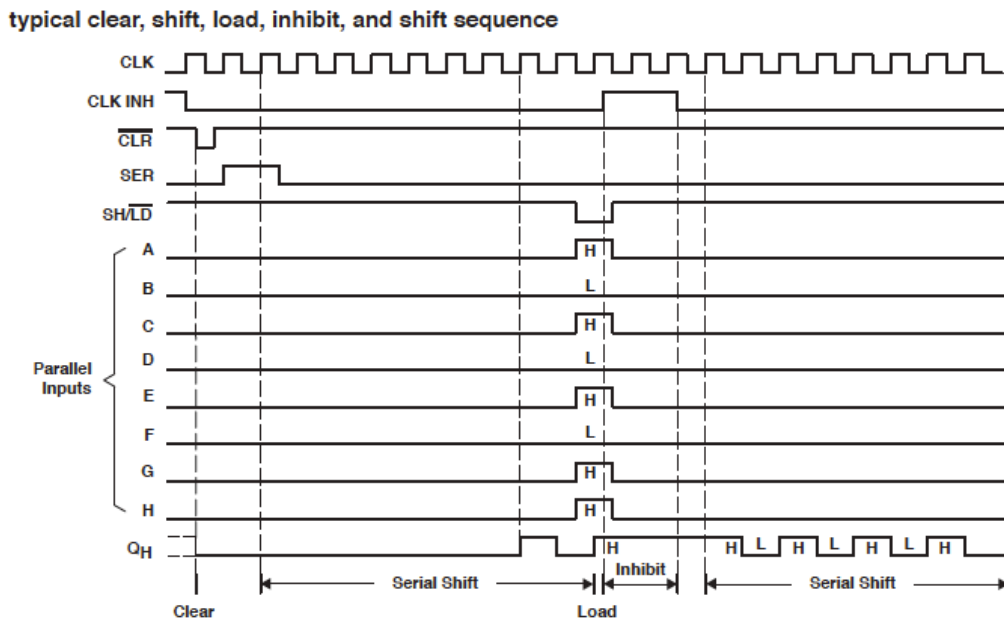 typical clear, shift, load, inhibit, and shift sequence
CLK
CLK INH
CLR
SER
SH/LD
A
H
B
L
C
H
Parallel
Inputs
D
L
E
H
F
L
G
H
H
H
QH
H
H
L
H
L
H
L
H
Inhibit
Serial Shift
Serial Shift
Clear
Load